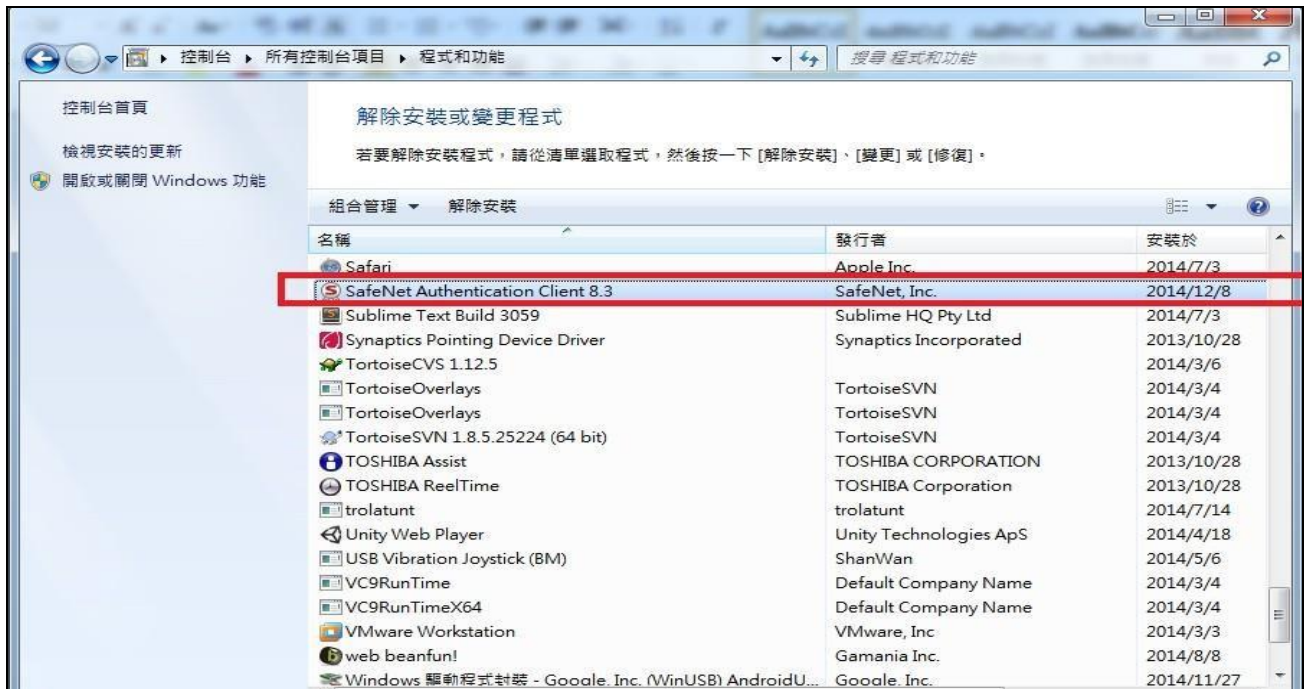 控制台 ▸ 所有控制台項目 ▸ 程式和功能
搜尋 程式和功能
控制台首頁
檢視安裝的更新
開啟或關閉 Windows 功能
解除安裝或變更程式
若要解除安裝程式，請從清單選取程式，然後按一下 [解除安裝]、[變更] 或 [修復]。
組合管理 解除安裝
名稱 發行者 安裝於
Safari Apple Inc. 2014/7/3
SafeNet Authentication Client 8.3 SafeNet, Inc. 2014/12/8
Sublime Text Build 3059 Sublime HQ Pty Ltd 2014/7/3
Synaptics Pointing Device Driver Synaptics Incorporated 2013/10/28
TortoiseCVS 1.12.5 2014/3/6
TortoiseOverlays TortoiseSVN 2014/3/4
TortoiseOverlays TortoiseSVN 2014/3/4
TortoiseSVN 1.8.5.25224 (64 bit) TortoiseSVN 2014/3/4
TOSHIBA Assist TOSHIBA CORPORATION 2013/10/28
TOSHIBA ReelTime TOSHIBA Corporation 2013/10/28
trolatunt trolatunt 2014/7/14
Unity Web Player Unity Technologies ApS 2014/4/18
USB Vibration Joystick (BM) ShanWan 2014/5/6
VC9RunTime Default Company Name 2014/3/4
VC9RunTimeX64 Default Company Name 2014/3/4
VMware Workstation VMware, Inc 2014/3/3
web beanfun! Gamania Inc. 2014/8/8
Windows 驅動程式封裝 - Google, Inc. (WinUSB) AndroidU... Google, Inc. 2014/11/27